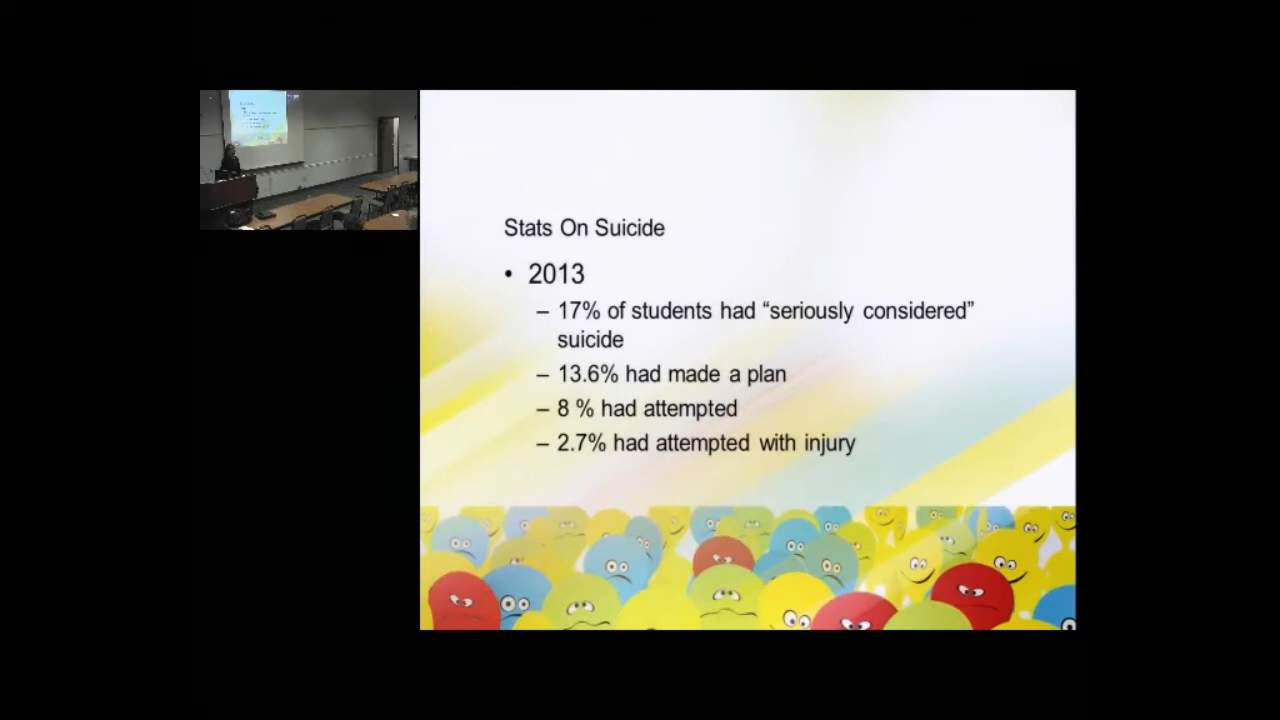 Stats On Suicide
• 2013
– 17% of students had “seriously considered”
suicide
– 13.6% had made a plan
– 8 % had attempted
– 2.7% had attempted with injury